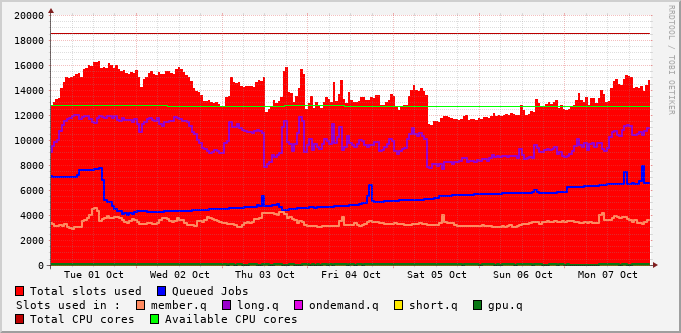 20000
18000
16000
14000
12000
10000
8000
6000
4000
2000
0
Tue 01 Oct Wed 02 Oct Thu 03 Oct Fri 04 Oct Sat 05 Oct Sun 06 Oct Mon 07 Oct
Total slots used Queued Jobs
Slots used in : member.q long.q ondemand.q short.q gpu.q
Total CPU cores Available CPU cores
RRDTOOL / TOBI OETIKER